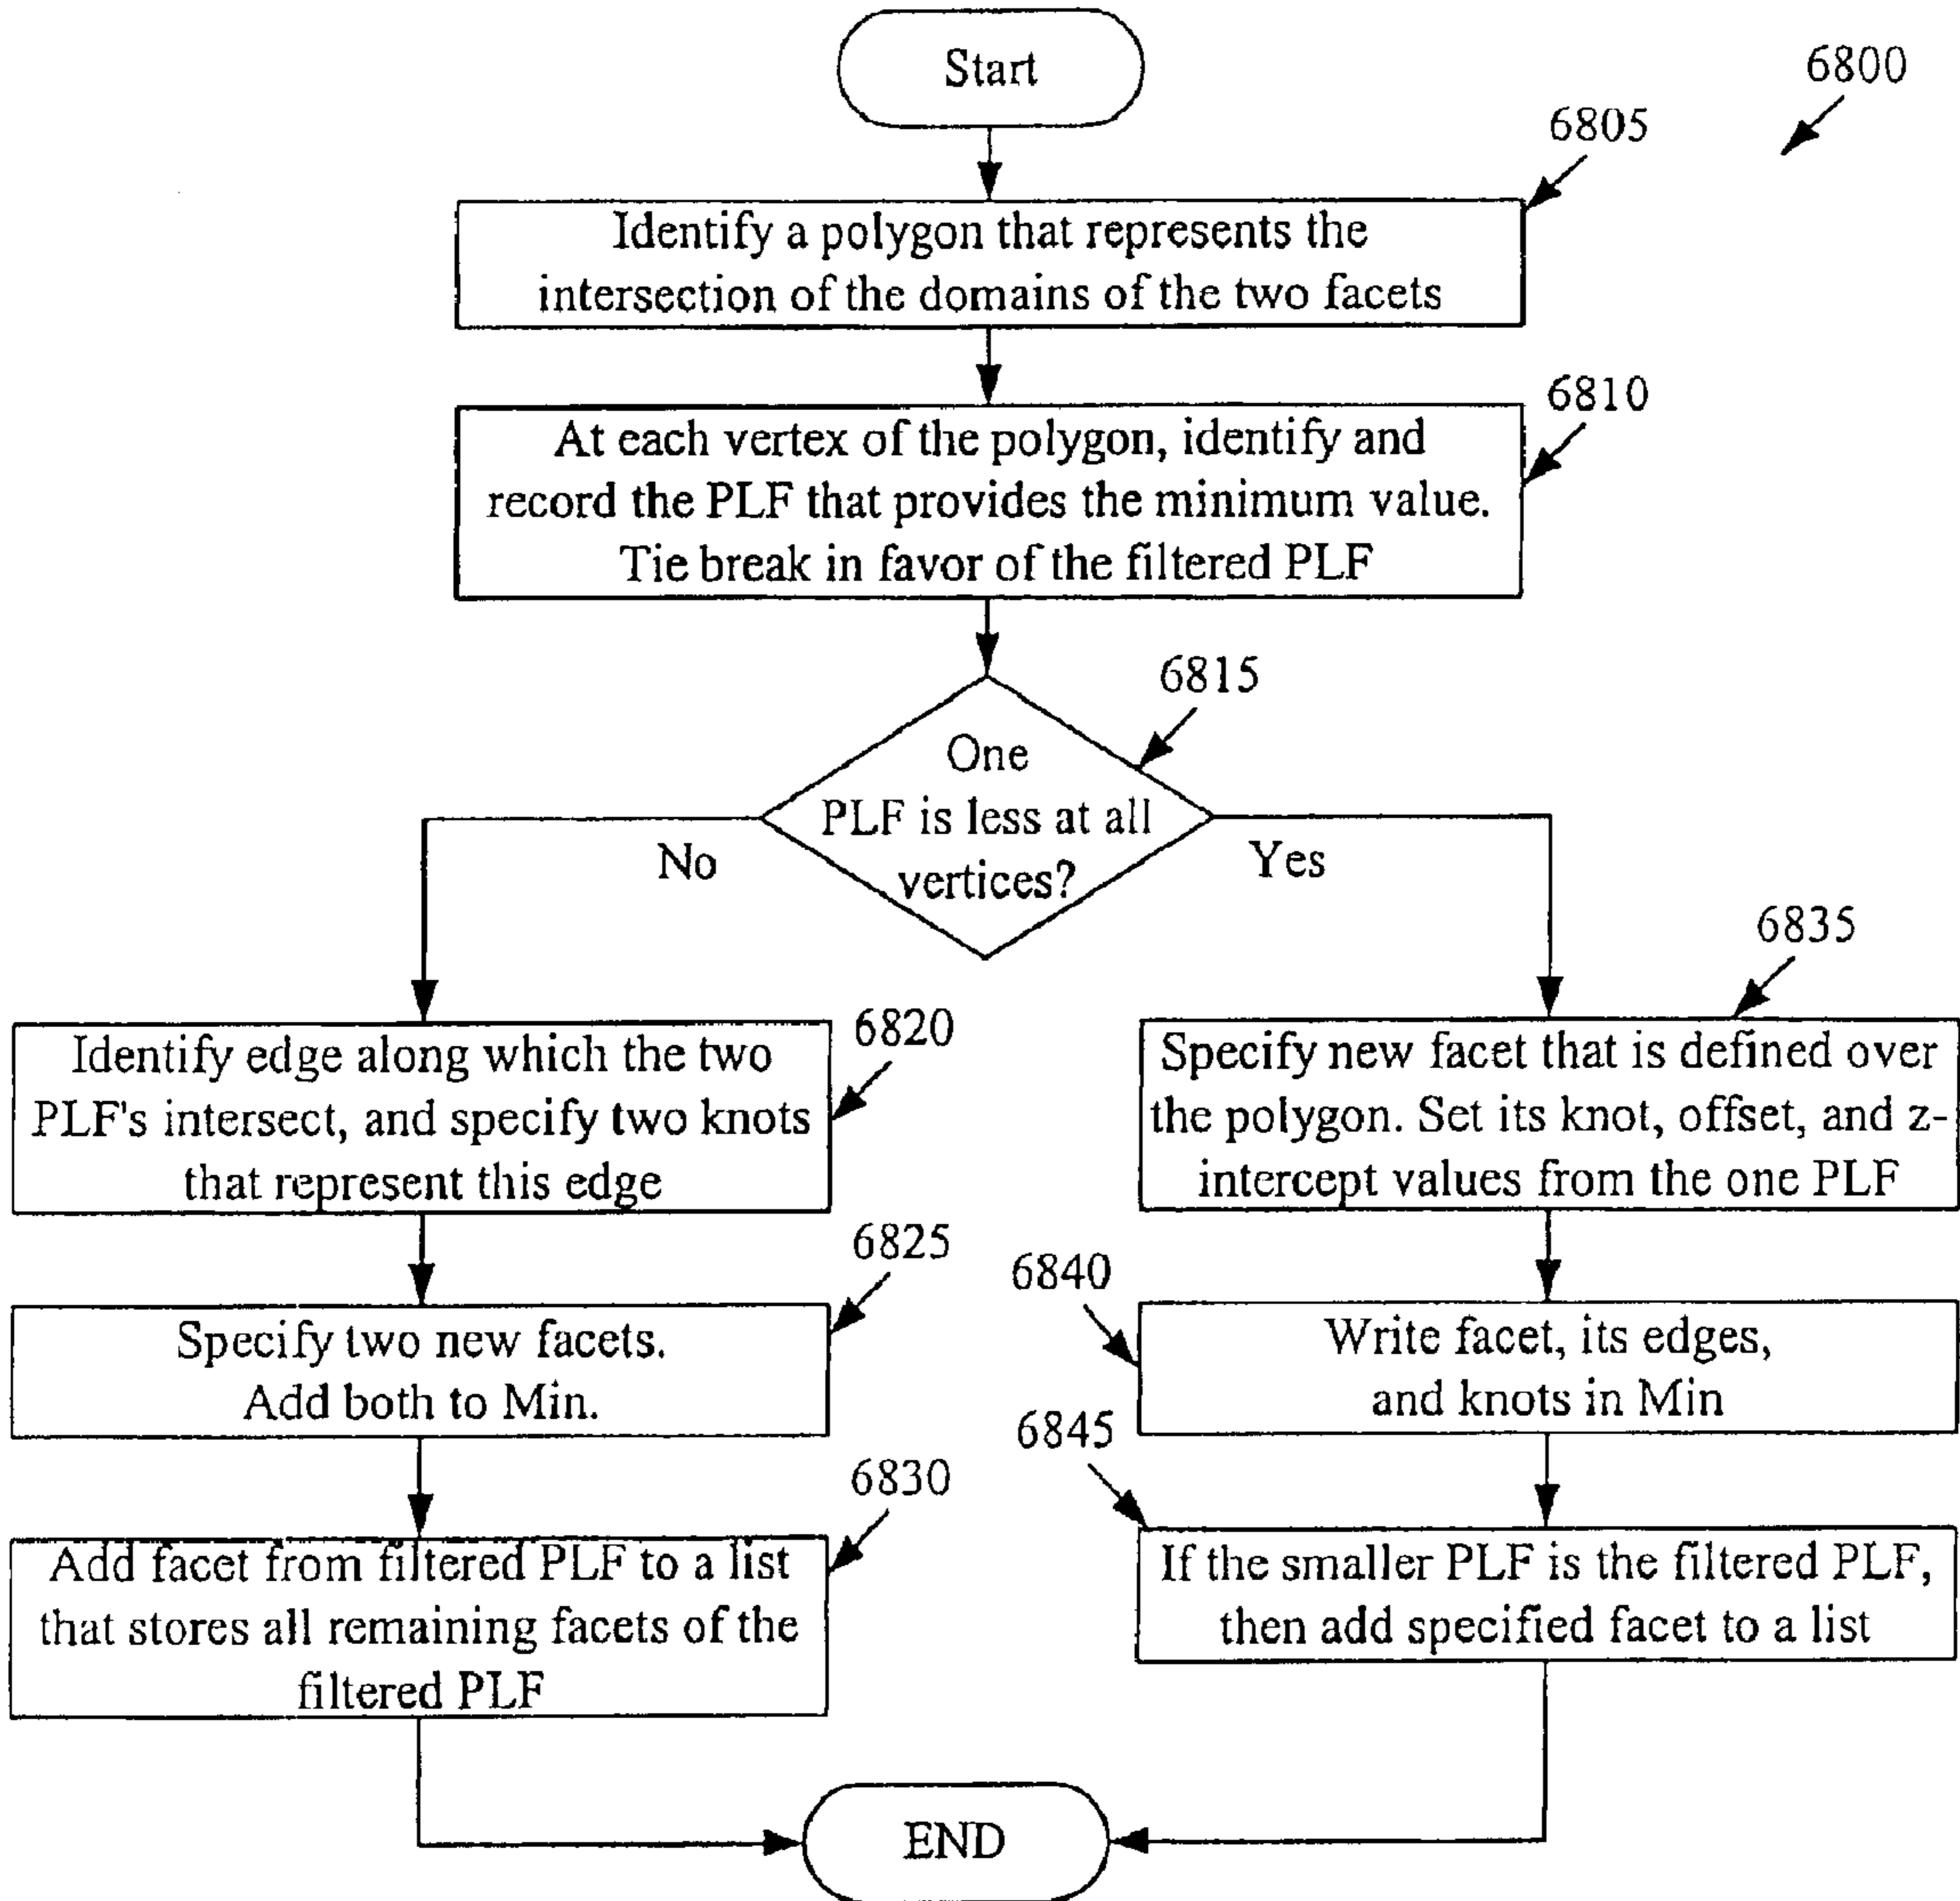 Start
6800
6805
Identify a polygon that represents the
intersection of the domains of the two facets
6810
At each vertex of the polygon, identify and
record the PLF that provides the minimum value.
Tie break in favor of the filtered PLF
6815
One
PLF is less at all
vertices?
No
Yes
6820
Identify edge along which the two
PLF's intersect, and specify two knots
that represent this edge
6825
Specify two new facets.
Add both to Min.
6830
Add facet from filtered PLF to a list
that stores all remaining facets of the
filtered PLF
6835
Specify new facet that is defined over
the polygon. Set its knot, offset, and z-
intercept values from the one PLF
6840
Write facet, its edges,
and knots in Min
6845
If the smaller PLF is the filtered PLF,
then add specified facet to a list
END